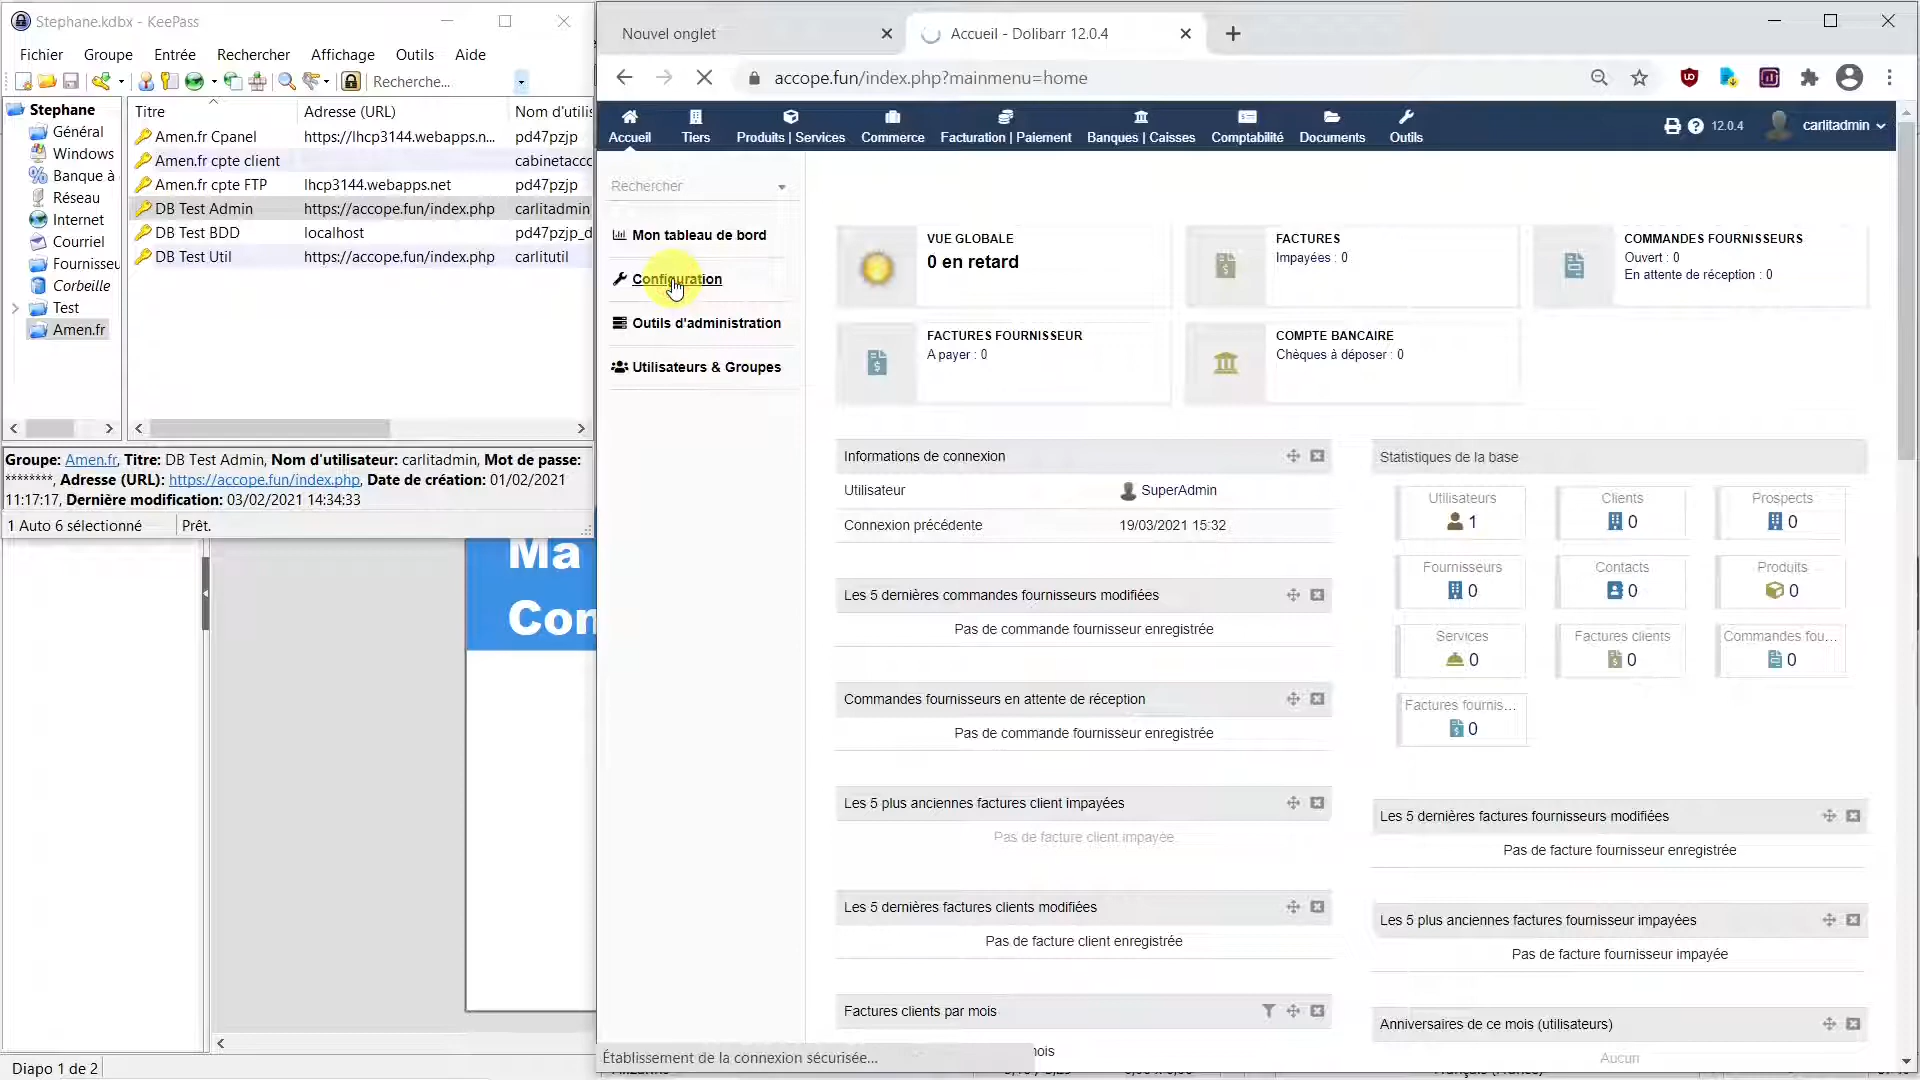 Stephane.kdbx - KeePass
Fichier Groupe Entrée Rechercher Affichage Outils Aide
Recherche...
Stephane
Général
Windows
Banque à
Réseau
Internet
Courriel
Fournisseu
Corbeille
Test
Amen.fr
Titre Adresse (URL) Nom d'utilis
Amen.fr Cpanel https://lhcp3144.webapps.n... pd47pzjp
Amen.fr cpte client cabinetacco
Amen.fr cpte FTP lhcp3144.webapps.net pd47pzjp
DB Test Admin https://accope.fun/index.php carlitadmin
DB Test BDD localhost pd47pzjp_d
DB Test Util https://accope.fun/index.php carlitutil
Groupe: Amen.fr, Titre: DB Test Admin, Nom d'utilisateur: carlitadmin, Mot de passe:
********, Adresse (URL): https://accope.fun/index.php, Date de création: 01/02/2021
11:17:17, Dernière modification: 03/02/2021 14:34:33
1 Auto 6 sélectionné Prêt.
Ma
Con
Diapo 1 de 2
Nouvel onglet
Accueil - Dolibarr 12.0.4
accope.fun/index.php?mainmenu=home
Accueil Tiers Produits | Services Commerce Facturation | Paiement Banques | Caisses Comptabilité Documents Outils
12.0.4 carlitadmin
Rechercher
Mon tableau de bord
Configuration
Outils d'administration
Utilisateurs & Groupes
VUE GLOBALE
0 en retard
FACTURES
Impayées : 0
COMMANDES FOURNISSEURS
Ouvert : 0
En attente de réception : 0
FACTURES FOURNISSEUR
A payer : 0
COMPTE BANCAIRE
Chèques à déposer : 0
Informations de connexion
Utilisateur SuperAdmin
Connexion précédente 19/03/2021 15:32
Les 5 dernières commandes fournisseurs modifiées
Pas de commande fournisseur enregistrée
Commandes fournisseurs en attente de réception
Pas de commande fournisseur enregistrée
Les 5 plus anciennes factures client impayées
Pas de facture client impayée
Les 5 dernières factures clients modifiées
Pas de facture client enregistrée
Factures clients par mois
mois
Statistiques de la base
Utilisateurs
1
Clients
0
Prospects
0
Fournisseurs
0
Contacts
0
Produits
0
Services
0
Factures clients
0
Commandes fou...
0
Factures fournis...
0
Les 5 dernières factures fournisseurs modifiées
Pas de facture fournisseur enregistrée
Les 5 plus anciennes factures fournisseur impayées
Pas de facture fournisseur impayée
Anniversaires de ce mois (utilisateurs)
Aucun
Établissement de la connexion sécurisée...